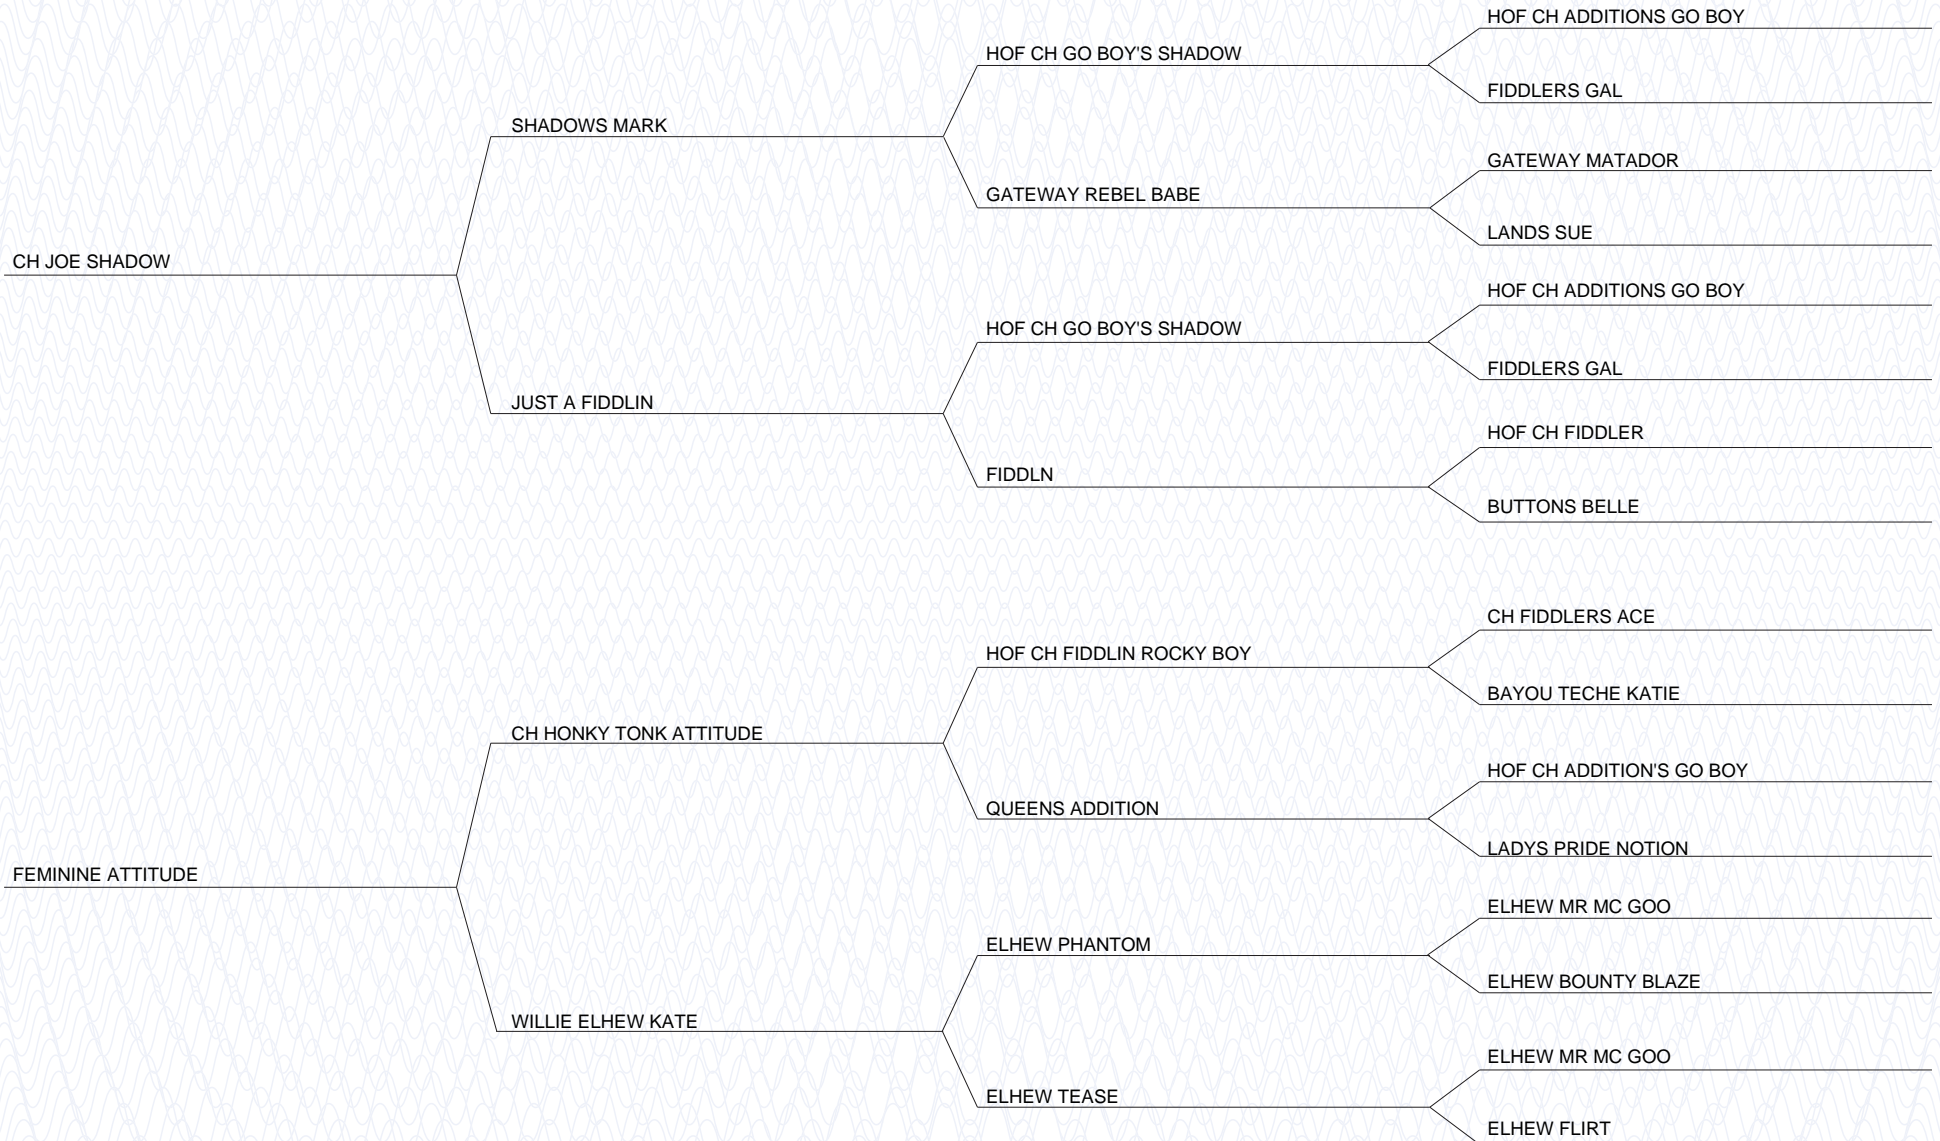 HOF CH ADDITIONS GO BOY
HOF CH GO BOY'S SHADOW
FIDDLERS GAL
SHADOWS MARK
GATEWAY MATADOR
GATEWAY REBEL BABE
LANDS SUE
CH JOE SHADOW
HOF CH ADDITIONS GO BOY
HOF CH GO BOY'S SHADOW
FIDDLERS GAL
JUST A FIDDLIN
HOF CH FIDDLER
FIDDLN
BUTTONS BELLE
CH FIDDLERS ACE
HOF CH FIDDLIN ROCKY BOY
BAYOU TECHE KATIE
CH HONKY TONK ATTITUDE
HOF CH ADDITION'S GO BOY
QUEENS ADDITION
LADYS PRIDE NOTION
FEMININE ATTITUDE
ELHEW MR MC GOO
ELHEW PHANTOM
ELHEW BOUNTY BLAZE
WILLIE ELHEW KATE
ELHEW MR MC GOO
ELHEW TEASE
ELHEW FLIRT